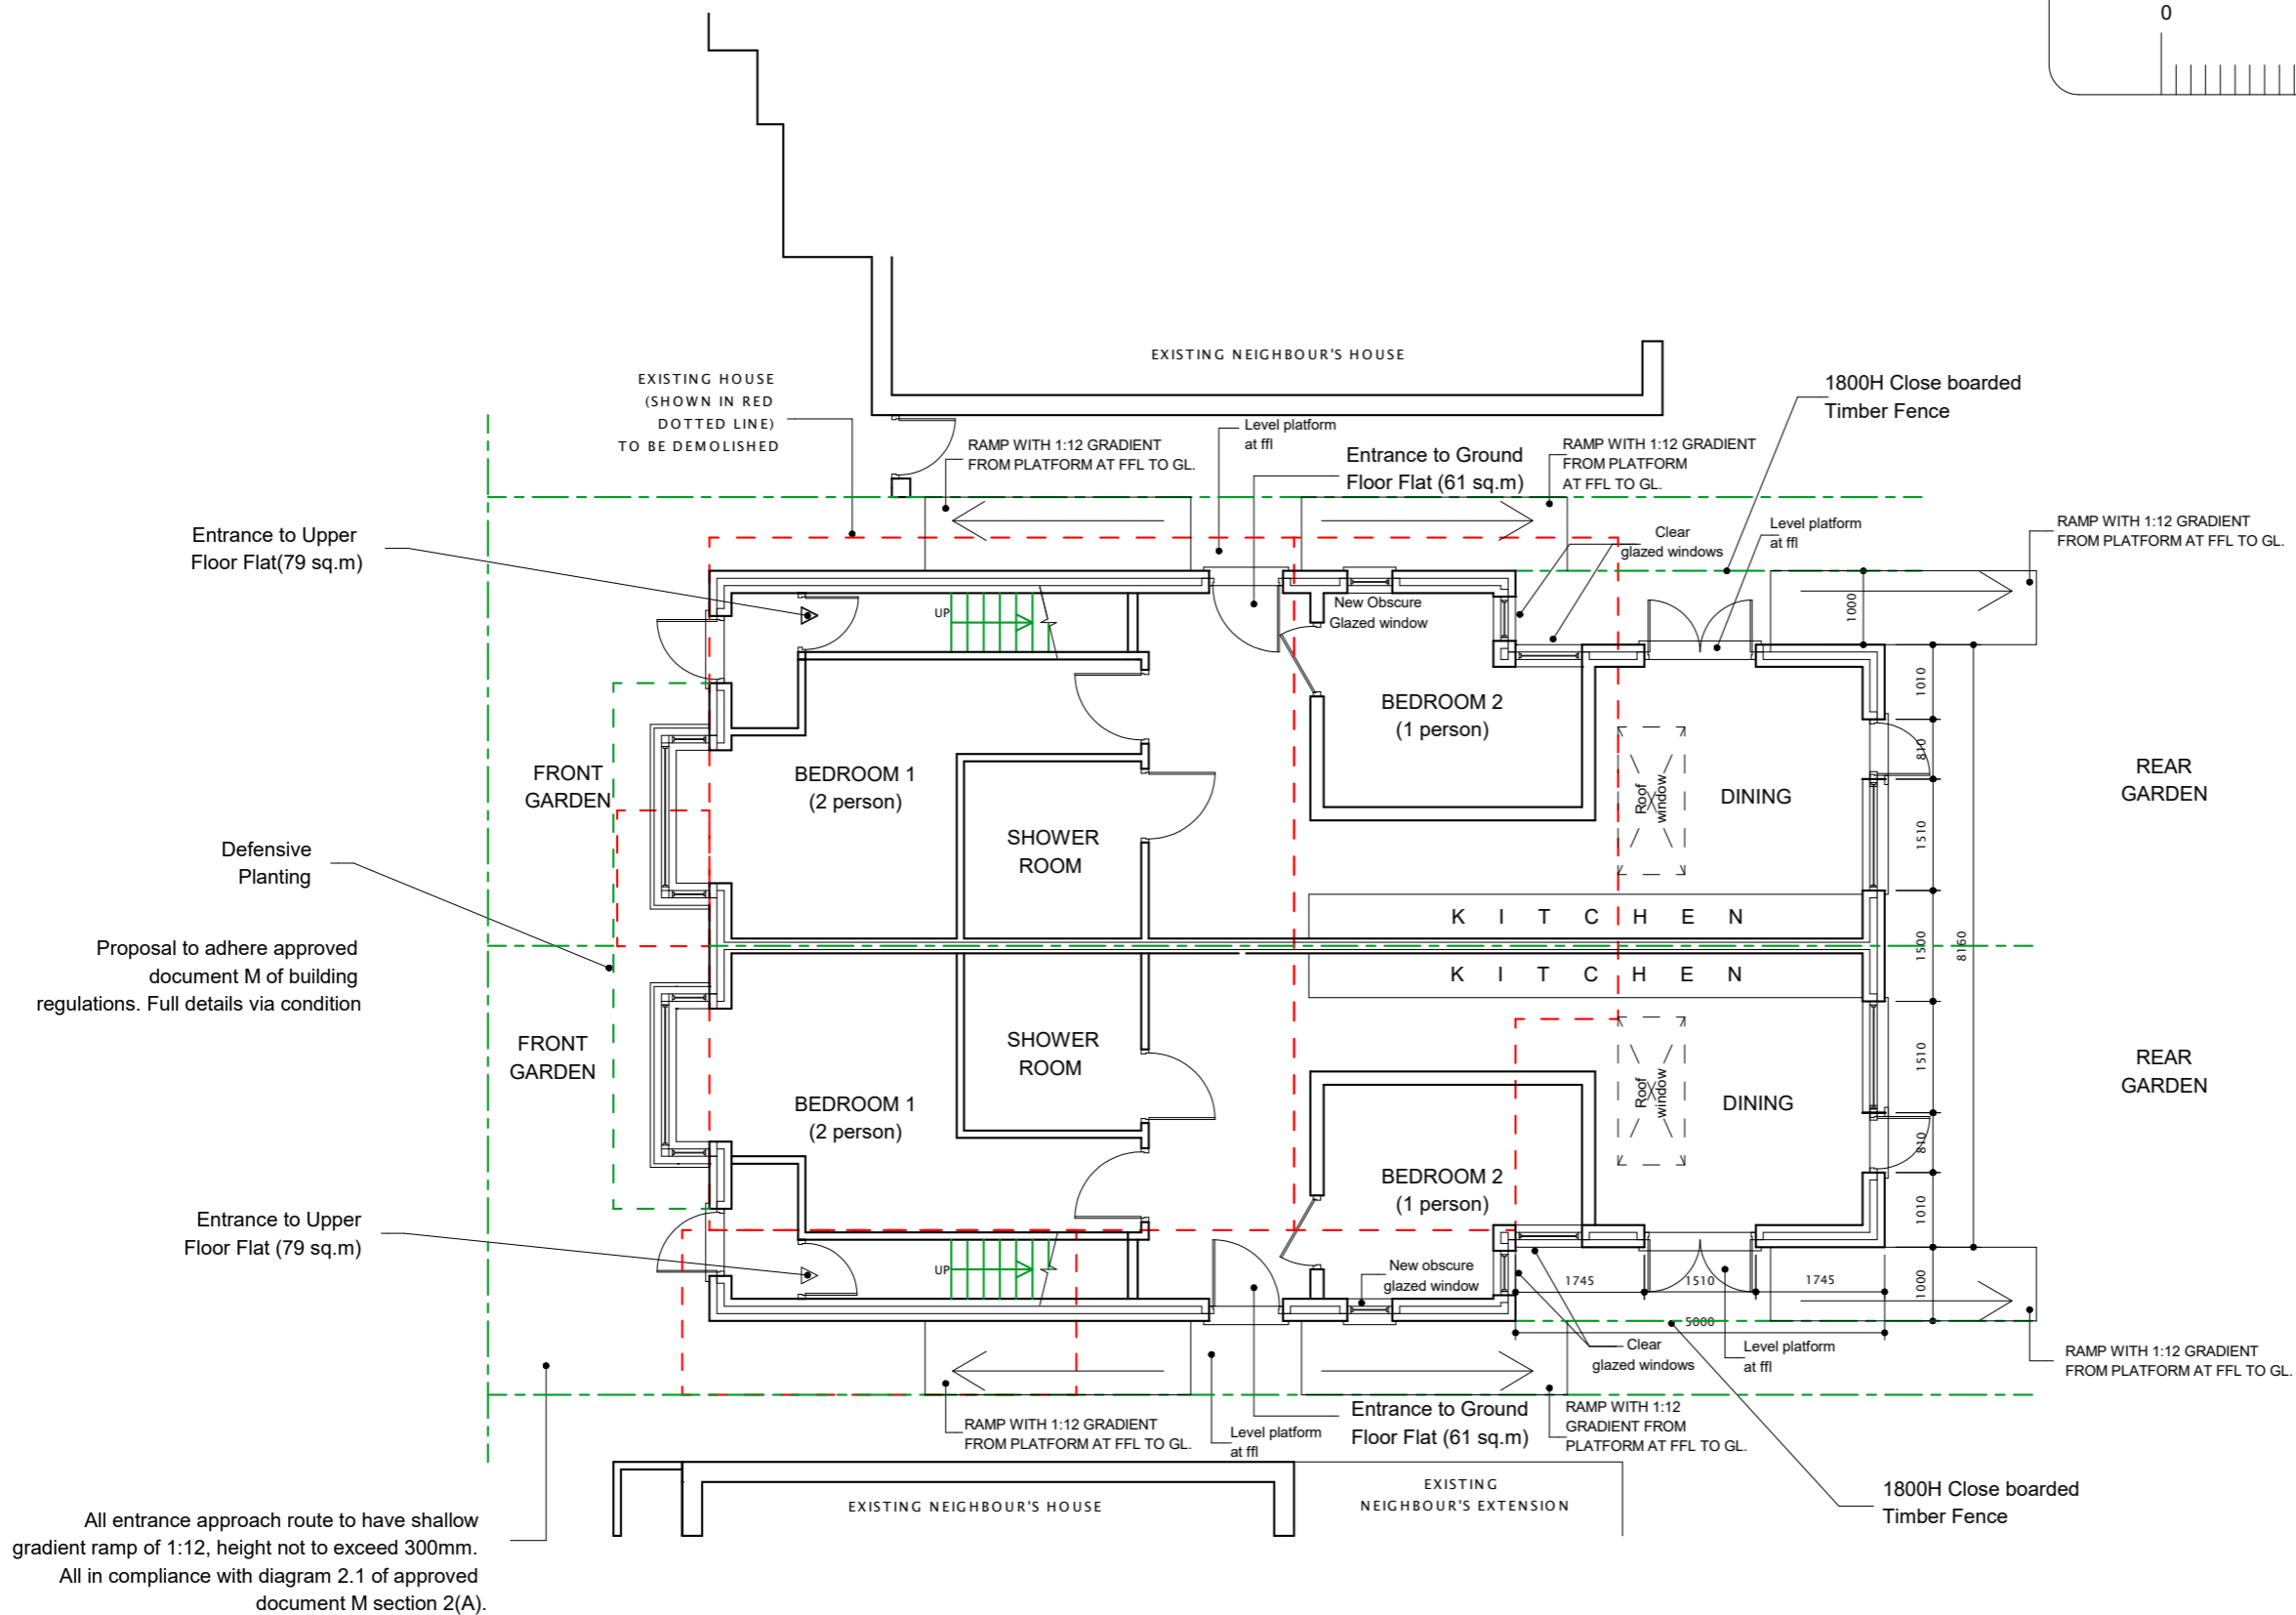 0
EXISTING NEIGHBOUR'S HOUSE
EXISTING HOUSE
(SHOWN IN RED
DOTTED LINE)
TO BE DEMOLISHED
1800H Close boarded
Timber Fence
RAMP WITH 1:12 GRADIENT
FROM PLATFORM AT FFL TO GL.
Level platform
at ffl
Entrance to Ground
Floor Flat (61 sq.m)
RAMP WITH 1:12 GRADIENT
FROM PLATFORM
AT FFL TO GL.
Clear
glazed windows
Level platform
at ffl
RAMP WITH 1:12 GRADIENT
FROM PLATFORM AT FFL TO GL.
Entrance to Upper
Floor Flat(79 sq.m)
UP
New Obscure
Glazed window
1000
BEDROOM 2
(1 person)
1010
810
FRONT
GARDEN
BEDROOM 1
(2 person)
SHOWER
ROOM
Roof
window
DINING
1510
REAR
GARDEN
Defensive
Planting
KITCHEN
1500
8160
Proposal to adhere approved
document M of building
regulations. Full details via condition
KITCHEN
FRONT
GARDEN
SHOWER
ROOM
BEDROOM 1
(2 person)
Roof
window
DINING
1510
REAR
GARDEN
810
BEDROOM 2
(1 person)
1010
Entrance to Upper
Floor Flat (79 sq.m)
UP
New obscure
glazed window
1745
1510
1745
1000
5000
Clear
glazed windows
Level platform
at ffl
RAMP WITH 1:12 GRADIENT
FROM PLATFORM AT FFL TO GL.
RAMP WITH 1:12 GRADIENT
FROM PLATFORM AT FFL TO GL.
Level platform
at ffl
Entrance to Ground
Floor Flat (61 sq.m)
RAMP WITH 1:12
GRADIENT FROM
PLATFORM AT FFL TO GL.
EXISTING NEIGHBOUR'S HOUSE
EXISTING
NEIGHBOUR'S EXTENSION
1800H Close boarded
Timber Fence
All entrance approach route to have shallow
gradient ramp of 1:12, height not to exceed 300mm.
All in compliance with diagram 2.1 of approved
document M section 2(A).